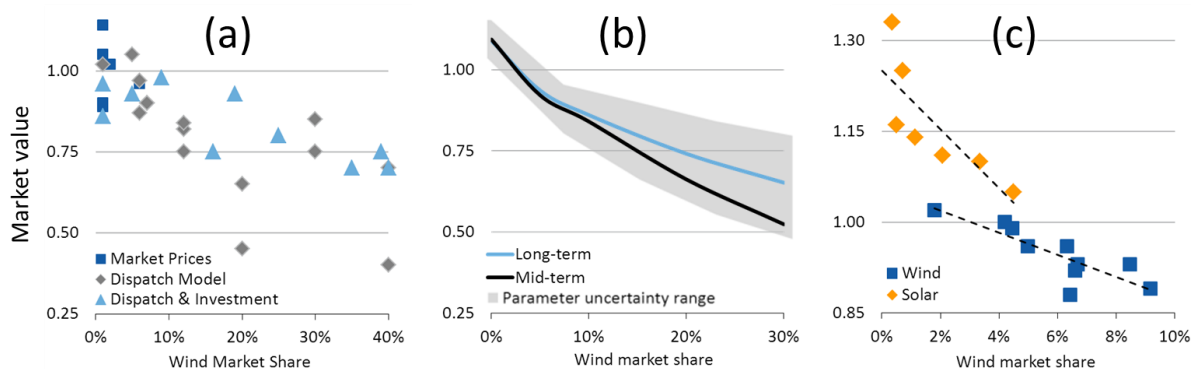 (a)
Market value
1.00
0.75
0.50
0.25
Market Prices
Dispatch Model
Dispatch & Investment
0% 10% 20% 30% 40%
Wind Market Share
(b)
1.00
0.75
0.50
0.25
Long-term
Mid-term
Parameter uncertainty range
0% 10% 20% 30%
Wind market share
(c)
1.30
1.15
1.00
0.85
Wind
Solar
0% 2% 4% 6% 8% 10%
Wind market share